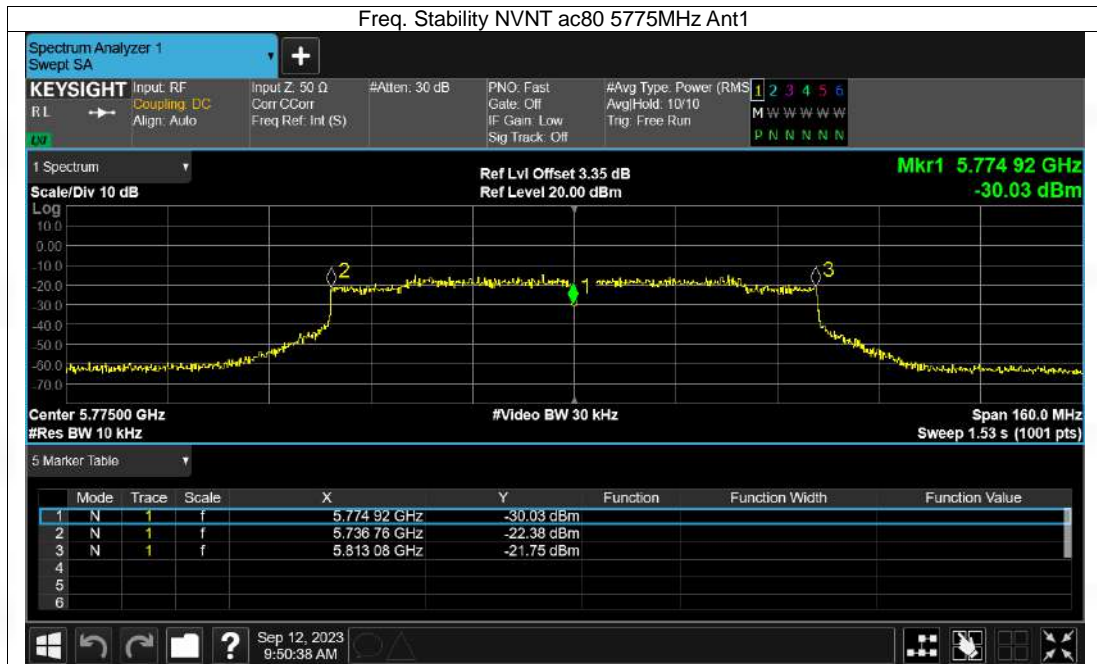 Freq. Stability NVNT ac80 5775MHz Ant1
Spectrum Analyzer 1
Swept SA
+
KEYSIGHT Input: RF Input Z: 50 Ω #Atten: 30 dB PNO: Fast #Avg Type: Power (RMS 1 2 3 4 5 6
RL Coupling: DC Corr CCorr Gate: Off Avg|Hold: 10/10 M W W W W W
Align: Auto Freq Ref: Int (S) IF Gain: Low Trig: Free Run
LXI Sig Track: Off P N N N N N
1 Spectrum Ref Lvl Offset 3.35 dB Mkr1 5.774 92 GHz
Scale/Div 10 dB Ref Level 20.00 dBm -30.03 dBm
Log
10.0
0.00
-10.0
2 3
-20.0
1
-30.0
-40.0
-50.0
-60.0
-70.0
Center 5.77500 GHz #Video BW 30 kHz Span 160.0 MHz
#Res BW 10 kHz Sweep 1.53 s (1001 pts)
5 Marker Table
Mode Trace Scale X Y Function Function Width Function Value
1 N 1 f 5.774 92 GHz -30.03 dBm
2 N 1 f 5.736 76 GHz -22.38 dBm
3 N 1 f 5.813 08 GHz -21.75 dBm
4
5
6
? Sep 12, 2023
9:50:38 AM